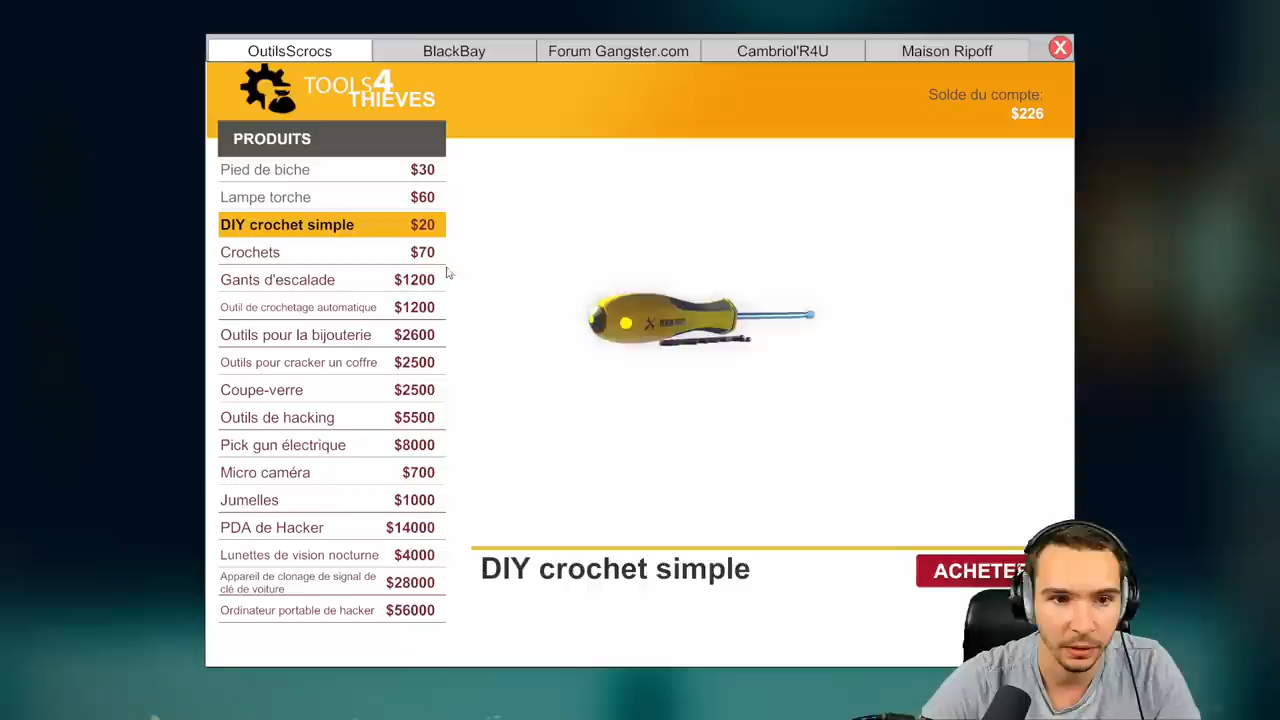 OutilsScrocs
BlackBay
Forum Gangster.com
Cambriol'R4U
Maison Ripoff
X
TOOLS4
THIEVES
Solde du compte:
$226
PRODUITS
Pied de biche $30
Lampe torche $60
DIY crochet simple $20
Crochets $70
Gants d'escalade $1200
Outil de crochetage automatique $1200
Outils pour la bijouterie $2600
Outils pour cracker un coffre $2500
Coupe-verre $2500
Outils de hacking $5500
Pick gun électrique $8000
Micro caméra $700
Jumelles $1000
PDA de Hacker $14000
Lunettes de vision nocturne $4000
Appareil de clonage de signal de
clé de voiture $28000
Ordinateur portable de hacker $56000
DIY crochet simple
ACHETE